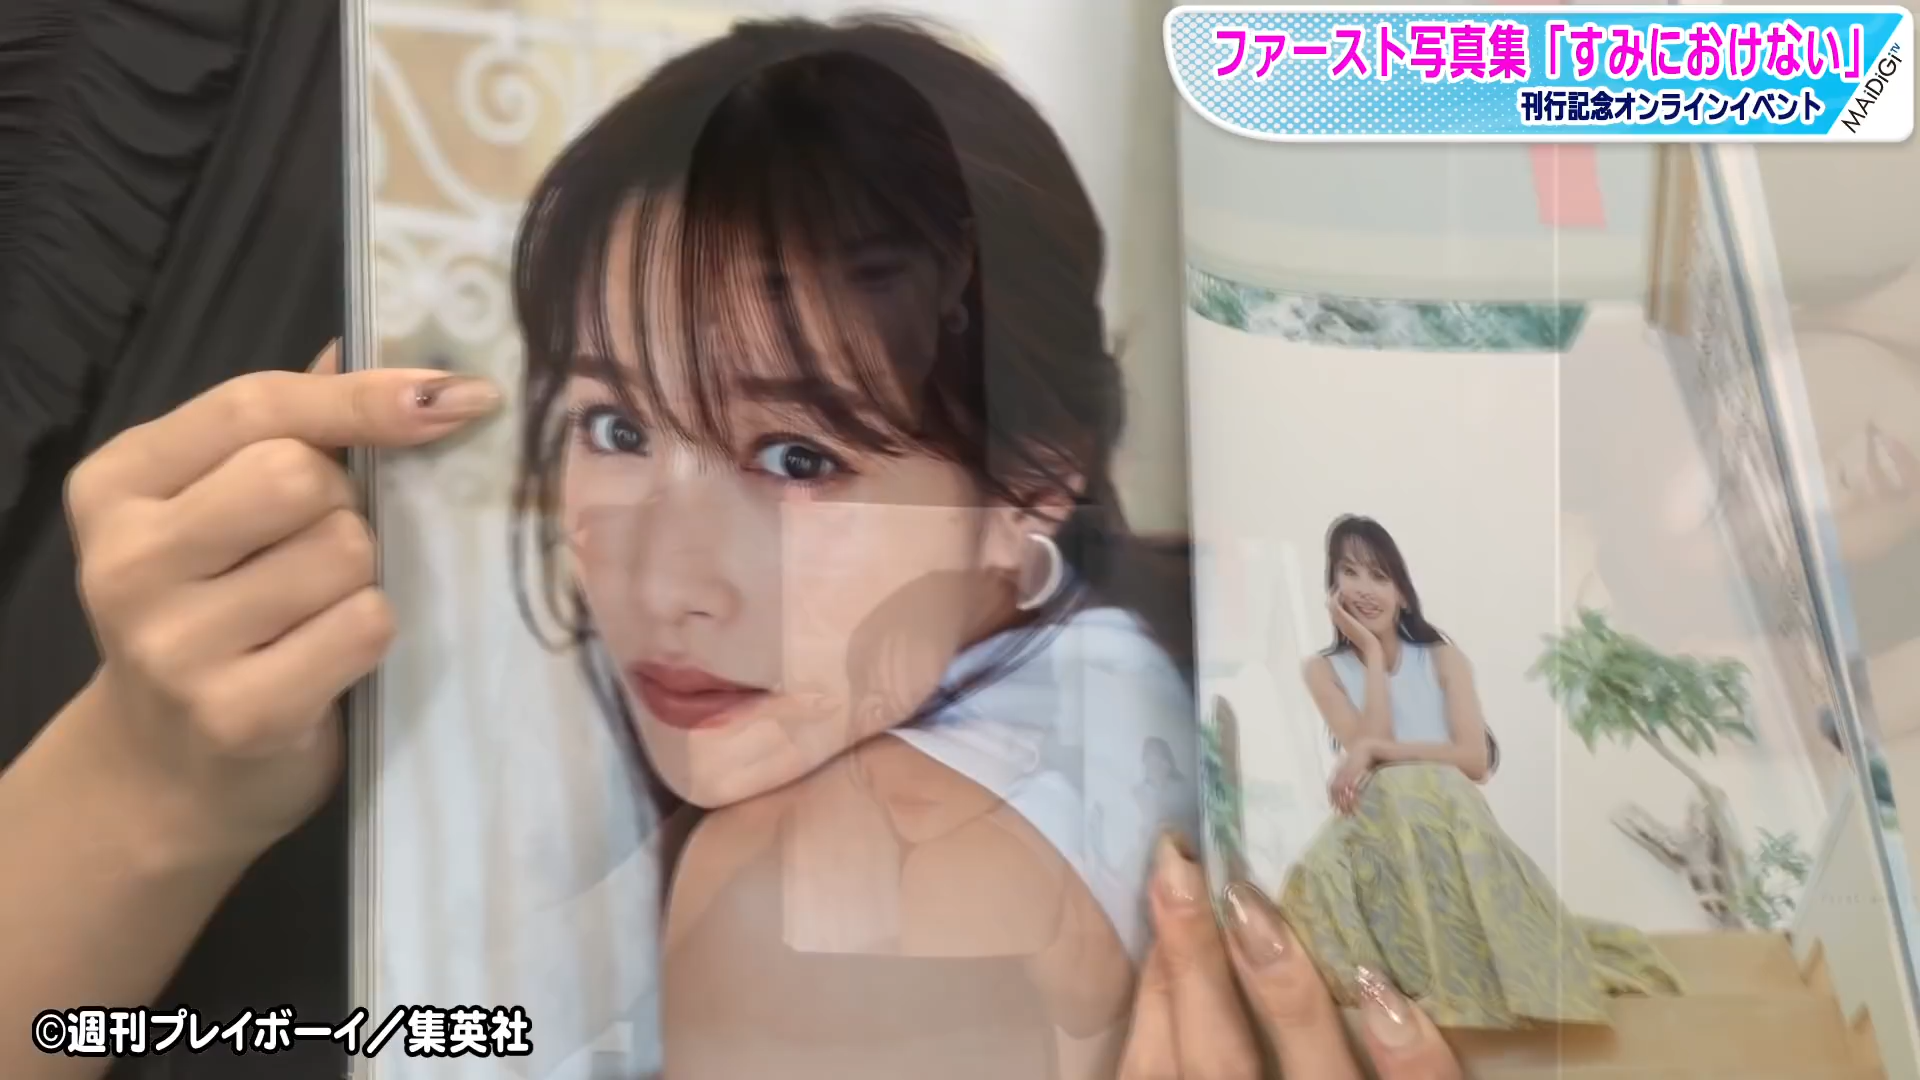 ファースト写真集「すみにおけない」
刊行記念オンラインイベント
MAiDiGiTV
©週刊プレイボーイ／集英社